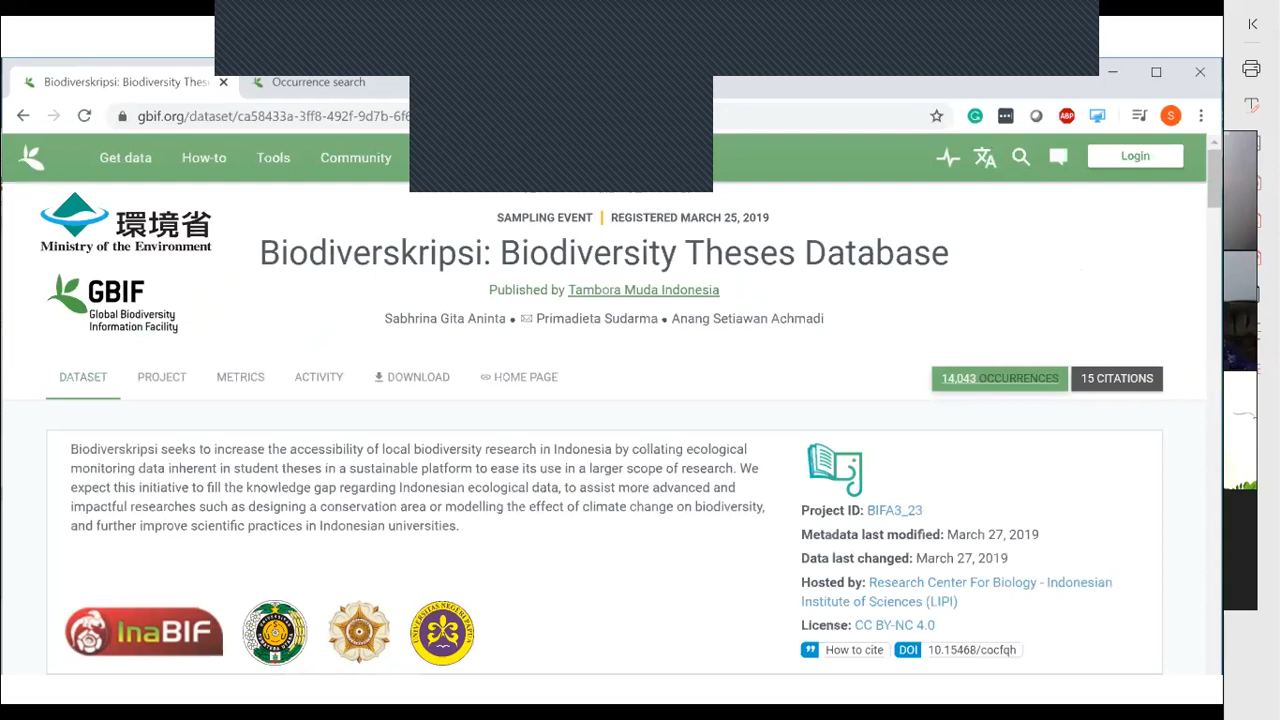 Biodiverskripsi: Biodiversity Thes
Occurrence search
gbif.org/dataset/ca58433a-3ff8-492f-9d7b-6f6
ABP
S
Get data How-to Tools Community
Login
環境省
Ministry of the Environment
SAMPLING EVENT | REGISTERED MARCH 25, 2019
Biodiverskripsi: Biodiversity Theses Database
Published by Tambora Muda Indonesia
Sabhrina Gita Aninta • Primadieta Sudarma • Anang Setiawan Achmadi
GBIF
Global Biodiversity
Information Facility
DATASET PROJECT METRICS ACTIVITY DOWNLOAD HOME PAGE
14,043 OCCURRENCES 15 CITATIONS
Biodiverskripsi seeks to increase the accessibility of local biodiversity research in Indonesia by collating ecological
monitoring data inherent in student theses in a sustainable platform to ease its use in a larger scope of research. We
expect this initiative to fill the knowledge gap regarding Indonesian ecological data, to assist more advanced and
impactful researches such as designing a conservation area or modelling the effect of climate change on biodiversity,
and further improve scientific practices in Indonesian universities.
Project ID: BIFA3_23
Metadata last modified: March 27, 2019
Data last changed: March 27, 2019
Hosted by: Research Center For Biology - Indonesian
Institute of Sciences (LIPI)
License: CC BY-NC 4.0
How to cite DOI 10.15468/cocfqh
InaBIF